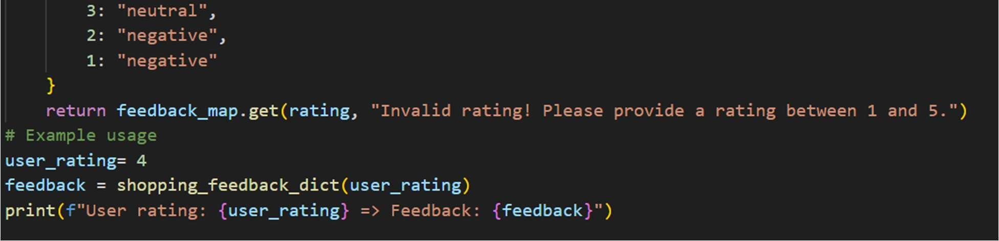 3: "neutral",
2: "negative",
1: "negative"
}
return feedback_map.get(rating, "Invalid rating! Please provide a rating between 1 and 5.")
# Example usage
user_rating= 4
feedback = shopping_feedback_dict(user_rating)
print(f"User rating: {user_rating} => Feedback: {feedback}")